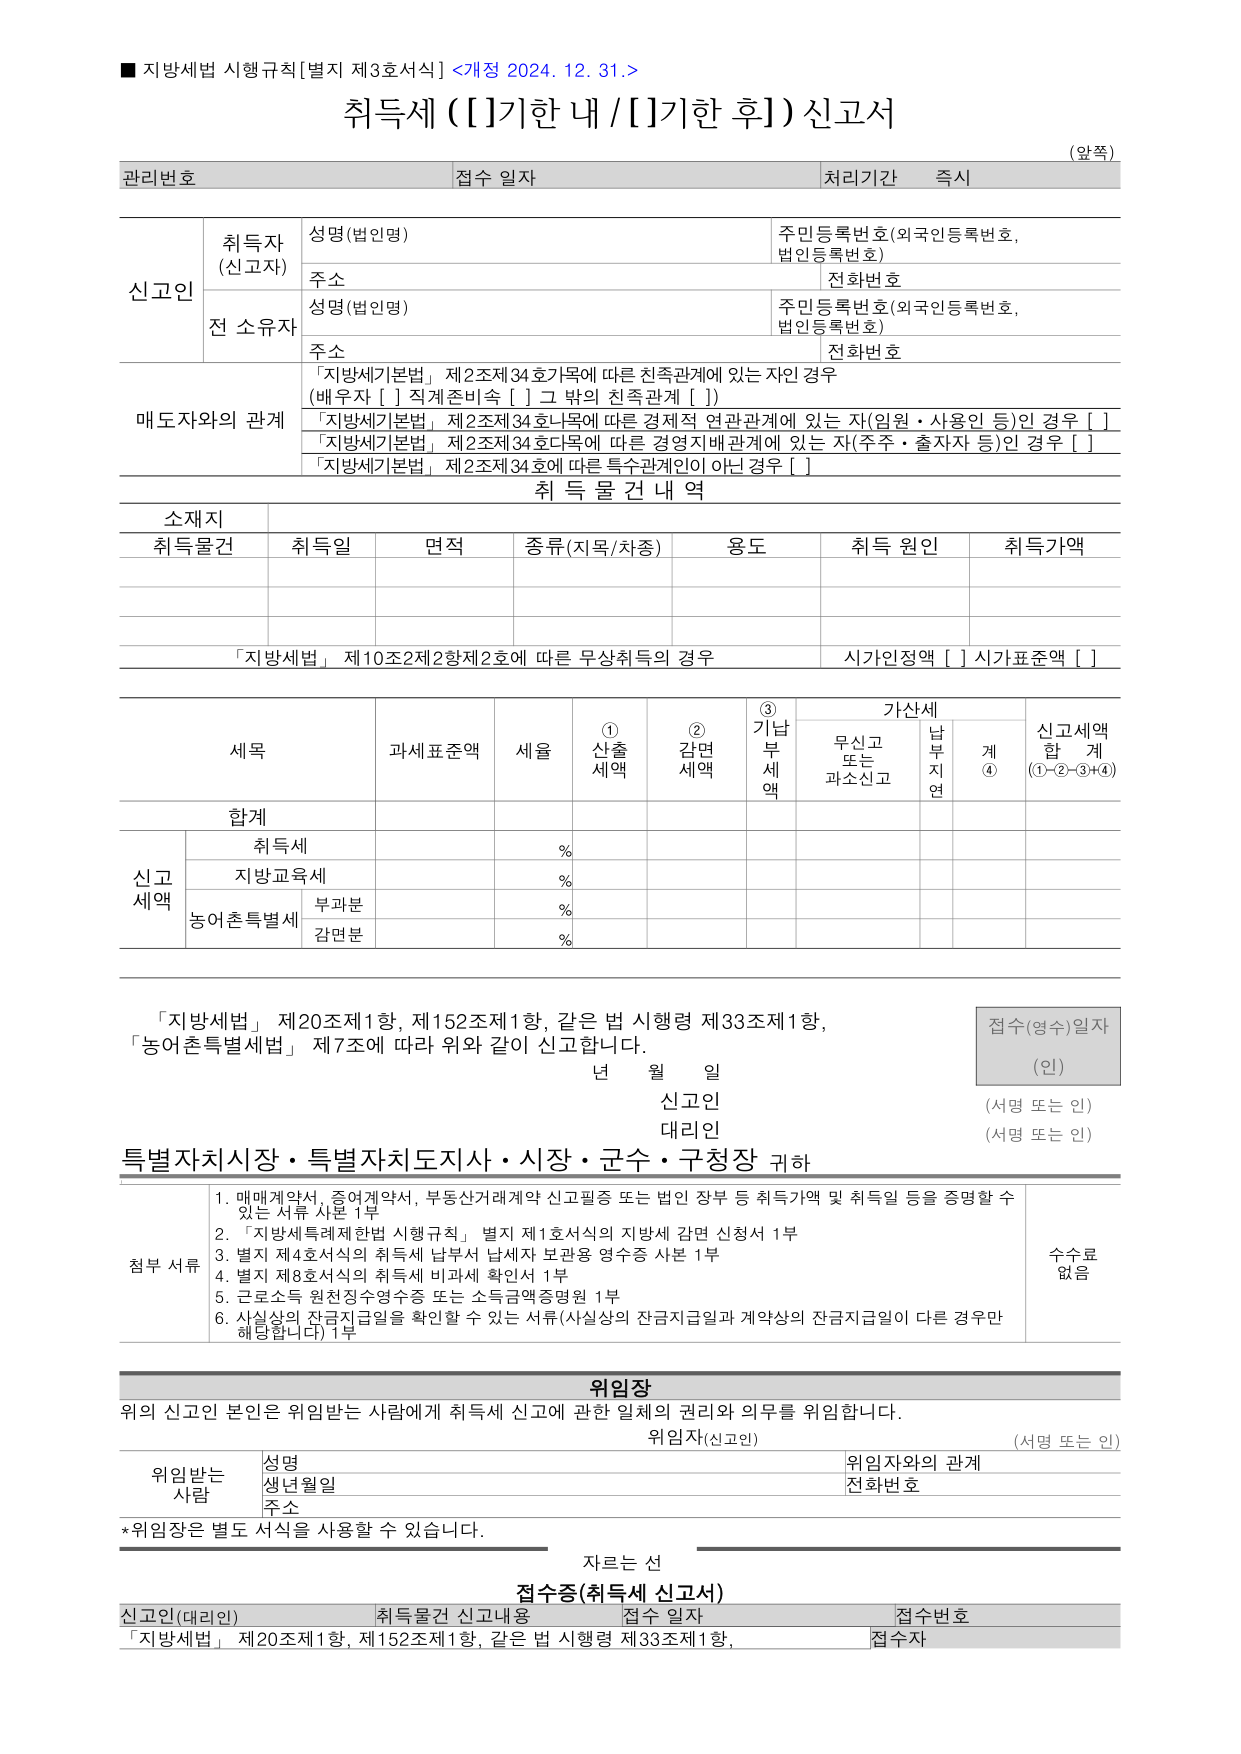 ■ 지방세법 시행규칙[별지 제3호서식] <개정 2024. 12. 31.>
취득세 ( [ ]기한 내 / [ ]기한 후] ) 신고서
(앞쪽)
관리번호 접수 일자 처리기간 즉시
신고인
취득자
(신고자)
성명(법인명)
주민등록번호(외국인등록번호,
법인등록번호)
주소
전화번호
전 소유자
성명(법인명)
주민등록번호(외국인등록번호,
법인등록번호)
주소
전화번호
매도자와의 관계
「지방세기본법」 제2조제34호가목에 따른 친족관계에 있는 자인 경우
(배우자 [ ] 직계존비속 [ ] 그 밖의 친족관계 [ ])
「지방세기본법」 제2조제34호나목에 따른 경제적 연관관계에 있는 자(임원・사용인 등)인 경우 [ ]
「지방세기본법」 제2조제34호다목에 따른 경영지배관계에 있는 자(주주・출자자 등)인 경우 [ ]
「지방세기본법」 제2조제34호에 따른 특수관계인이 아닌 경우 [ ]
취 득 물 건 내 역
소재지
취득물건 취득일 면적 종류(지목/차종) 용도 취득 원인 취득가액
「지방세법」 제10조2제2항제2호에 따른 무상취득의 경우 시가인정액 [ ] 시가표준액 [ ]
세목
과세표준액
세율
①
산출
세액
②
감면
세액
③
기납
부
세
액
가산세
무신고
또는
과소신고
납
부
지
연
계
④
신고세액
합 계
(①-②-③+④)
합계
신고
세액
취득세 %
지방교육세 %
농어촌특별세
부과분 %
감면분 %
「지방세법」 제20조제1항, 제152조제1항, 같은 법 시행령 제33조제1항,
「농어촌특별세법」 제7조에 따라 위와 같이 신고합니다.
접수(영수)일자
(인)
년 월 일
신고인 (서명 또는 인)
대리인 (서명 또는 인)
특별자치시장・특별자치도지사・시장・군수・구청장 귀하
첨부 서류
1. 매매계약서, 증여계약서, 부동산거래계약 신고필증 또는 법인 장부 등 취득가액 및 취득일 등을 증명할 수
있는 서류 사본 1부
2. 「지방세특례제한법 시행규칙」 별지 제1호서식의 지방세 감면 신청서 1부
3. 별지 제4호서식의 취득세 납부서 납세자 보관용 영수증 사본 1부
4. 별지 제8호서식의 취득세 비과세 확인서 1부
5. 근로소득 원천징수영수증 또는 소득금액증명원 1부
6. 사실상의 잔금지급일을 확인할 수 있는 서류(사실상의 잔금지급일과 계약상의 잔금지급일이 다른 경우만
해당합니다) 1부
수수료
없음
위임장
위의 신고인 본인은 위임받는 사람에게 취득세 신고에 관한 일체의 권리와 의무를 위임합니다.
위임자(신고인) (서명 또는 인)
위임받는
사람
성명 위임자와의 관계
생년월일 전화번호
주소
*위임장은 별도 서식을 사용할 수 있습니다.
자르는 선
접수증(취득세 신고서)
신고인(대리인) 취득물건 신고내용 접수 일자 접수번호
「지방세법」 제20조제1항, 제152조제1항, 같은 법 시행령 제33조제1항, 접수자